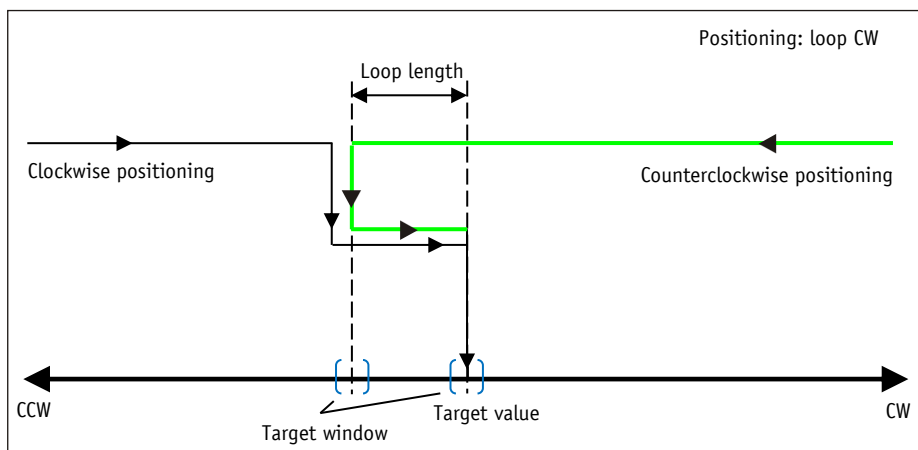 Positioning: loop CW
Loop length
Clockwise positioning
Counterclockwise positioning
CCW
Target window
Target value
CW